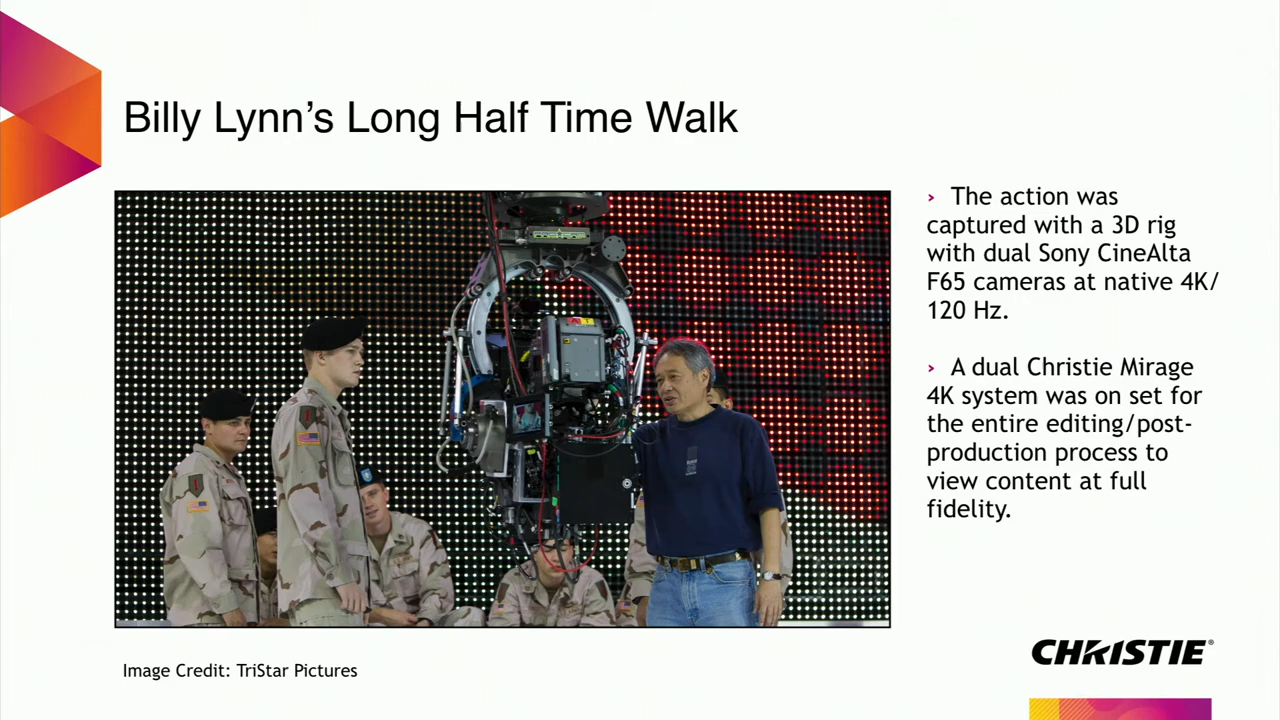 Billy Lynn’s Long Half Time Walk
› The action was
captured with a 3D rig
with dual Sony CineAlta
F65 cameras at native 4K/
120 Hz.
› A dual Christie Mirage
4K system was on set for
the entire editing/post-
production process to
view content at full
fidelity.
Image Credit: TriStar Pictures
CHRISTIE®